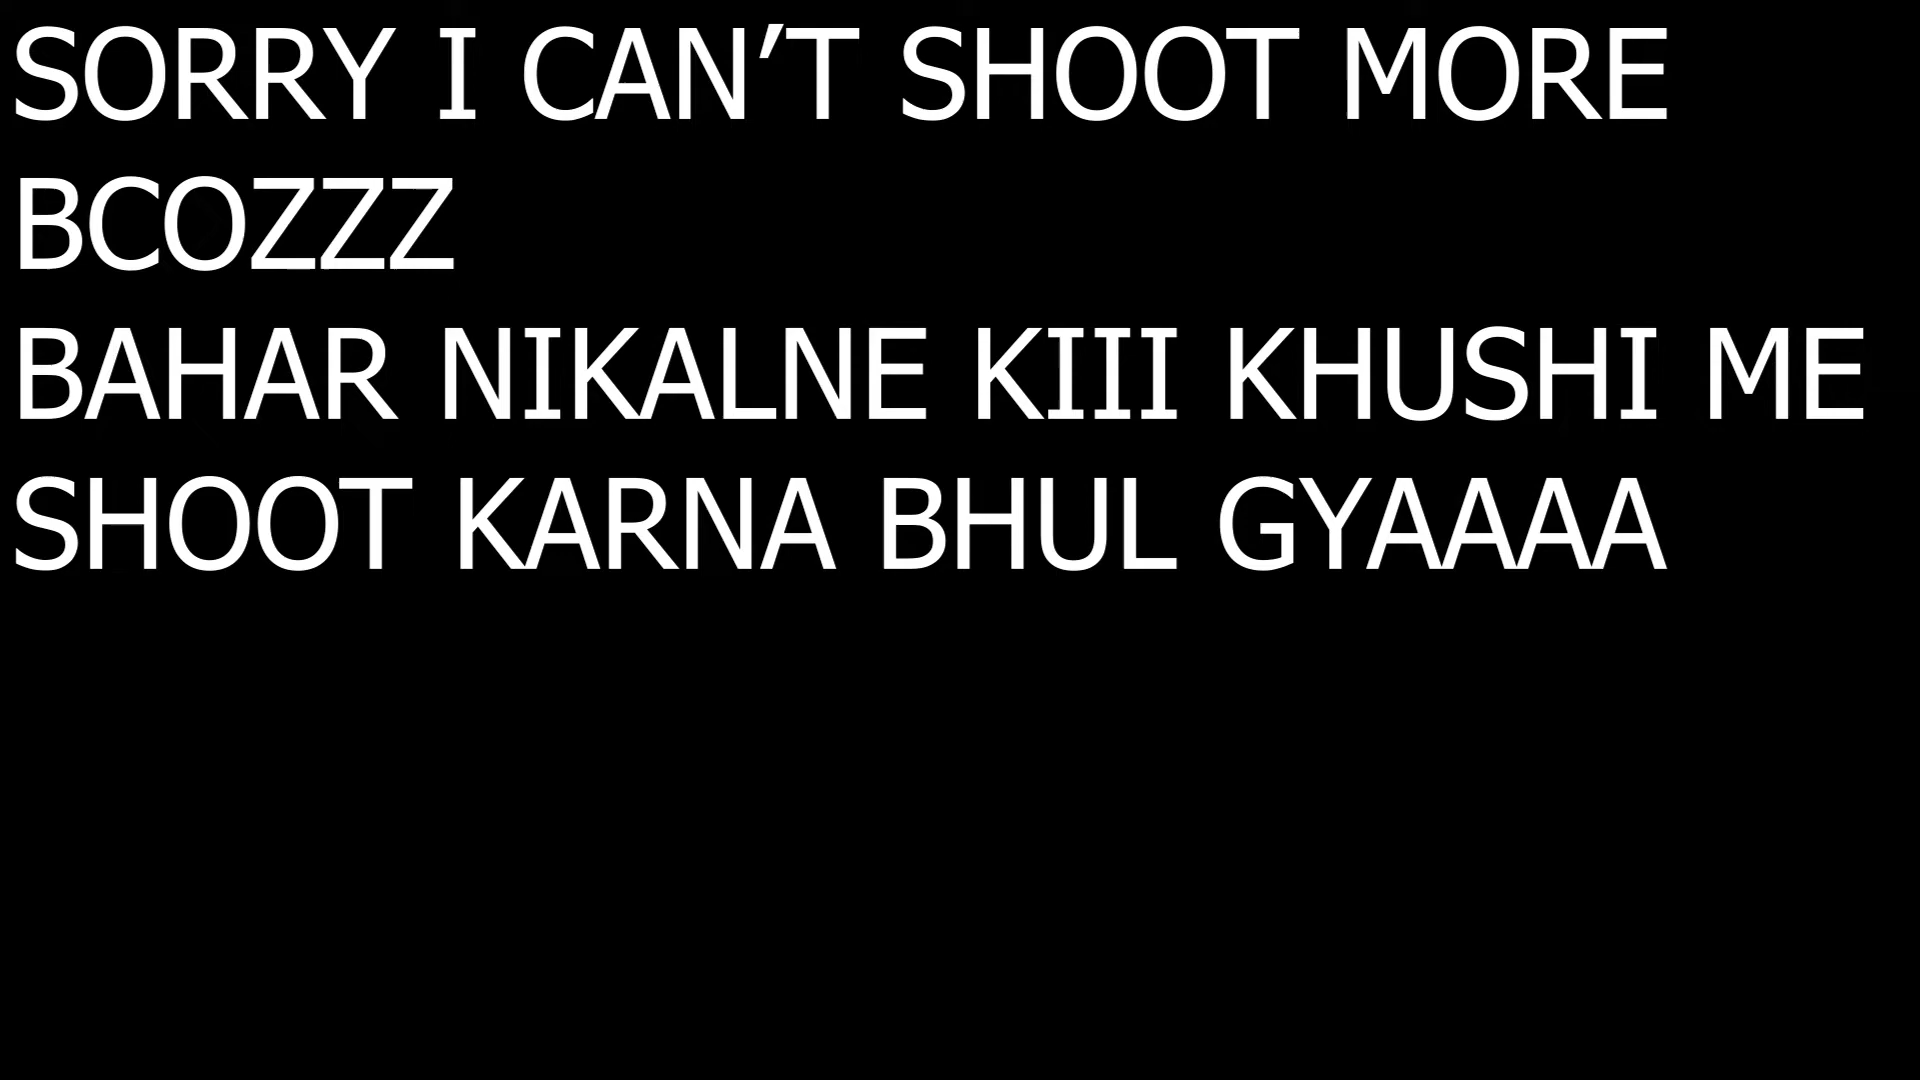 SORRY I CAN’T SHOOT MORE
BCOZZZ
BAHAR NIKALNE KIII KHUSHI ME
SHOOT KARNA BHUL GYAAAA